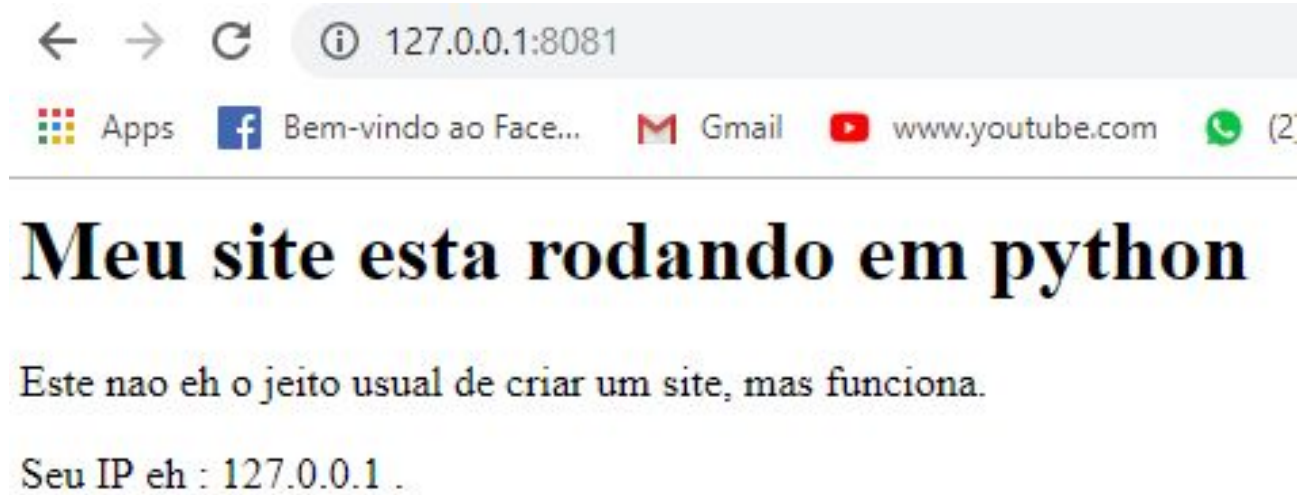 127.0.0.1:8081
Apps Bem-vindo ao Face... Gmail www.youtube.com (2)
Meu site esta rodando em python
Este nao eh o jeito usual de criar um site, mas funciona.
Seu IP eh : 127.0.0.1 .